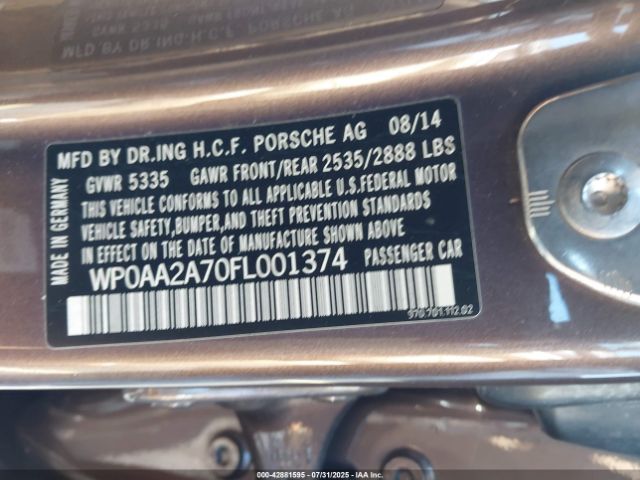 MFD BY DR.ING H.C.F. PORSCHE AG 08/14
GVWR 5335 GAWR FRONT/REAR 2535/2888 LBS
THIS VEHICLE CONFORMS TO ALL APPLICABLE U.S.FEDERAL MOTOR
VEHICLE SAFETY,BUMPER,AND THEFT PREVENTION STANDARDS
IN EFFECT ON THE DATE OF MANUFACTURE SHOWN ABOVE
WP0AA2A70FL001374 PASSENGER CAR
970.701.112.02
MADE IN GERMANY
000-42881595 07/31/2025 IAAI.com